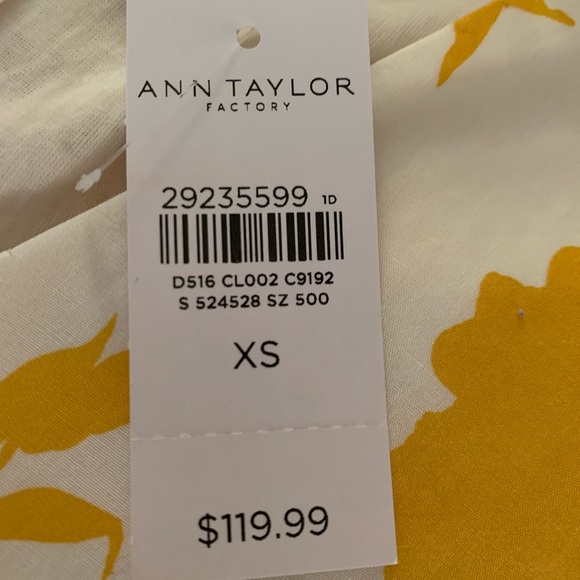 ANN TAYLOR
FACTORY
29235599 1D
D516 CL002 C9192
S 524528 SZ 500
XS
$119.99